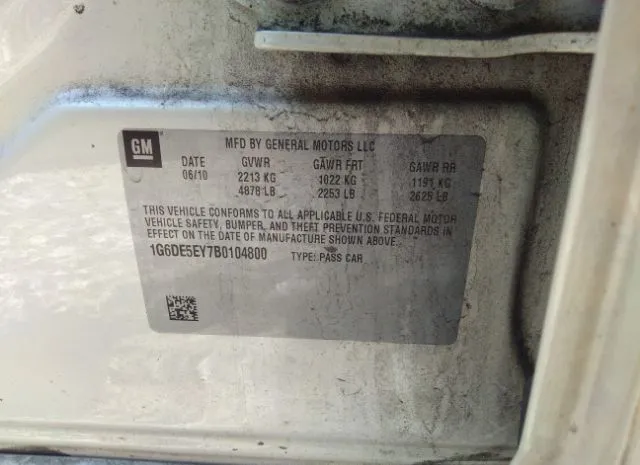 GM MFD BY GENERAL MOTORS LLC
DATE GVWR GAWR FRT GAWR RR
06/10 2213 KG 1022 KG 1191 KG
4878 LB 2253 LB 2625 LB
THIS VEHICLE CONFORMS TO ALL APPLICABLE U.S. FEDERAL MOTOR
VEHICLE SAFETY, BUMPER, AND THEFT PREVENTION STANDARDS IN
EFFECT ON THE DATE OF MANUFACTURE SHOWN ABOVE.
1G6DE5EY7B0104800 TYPE: PASS CAR